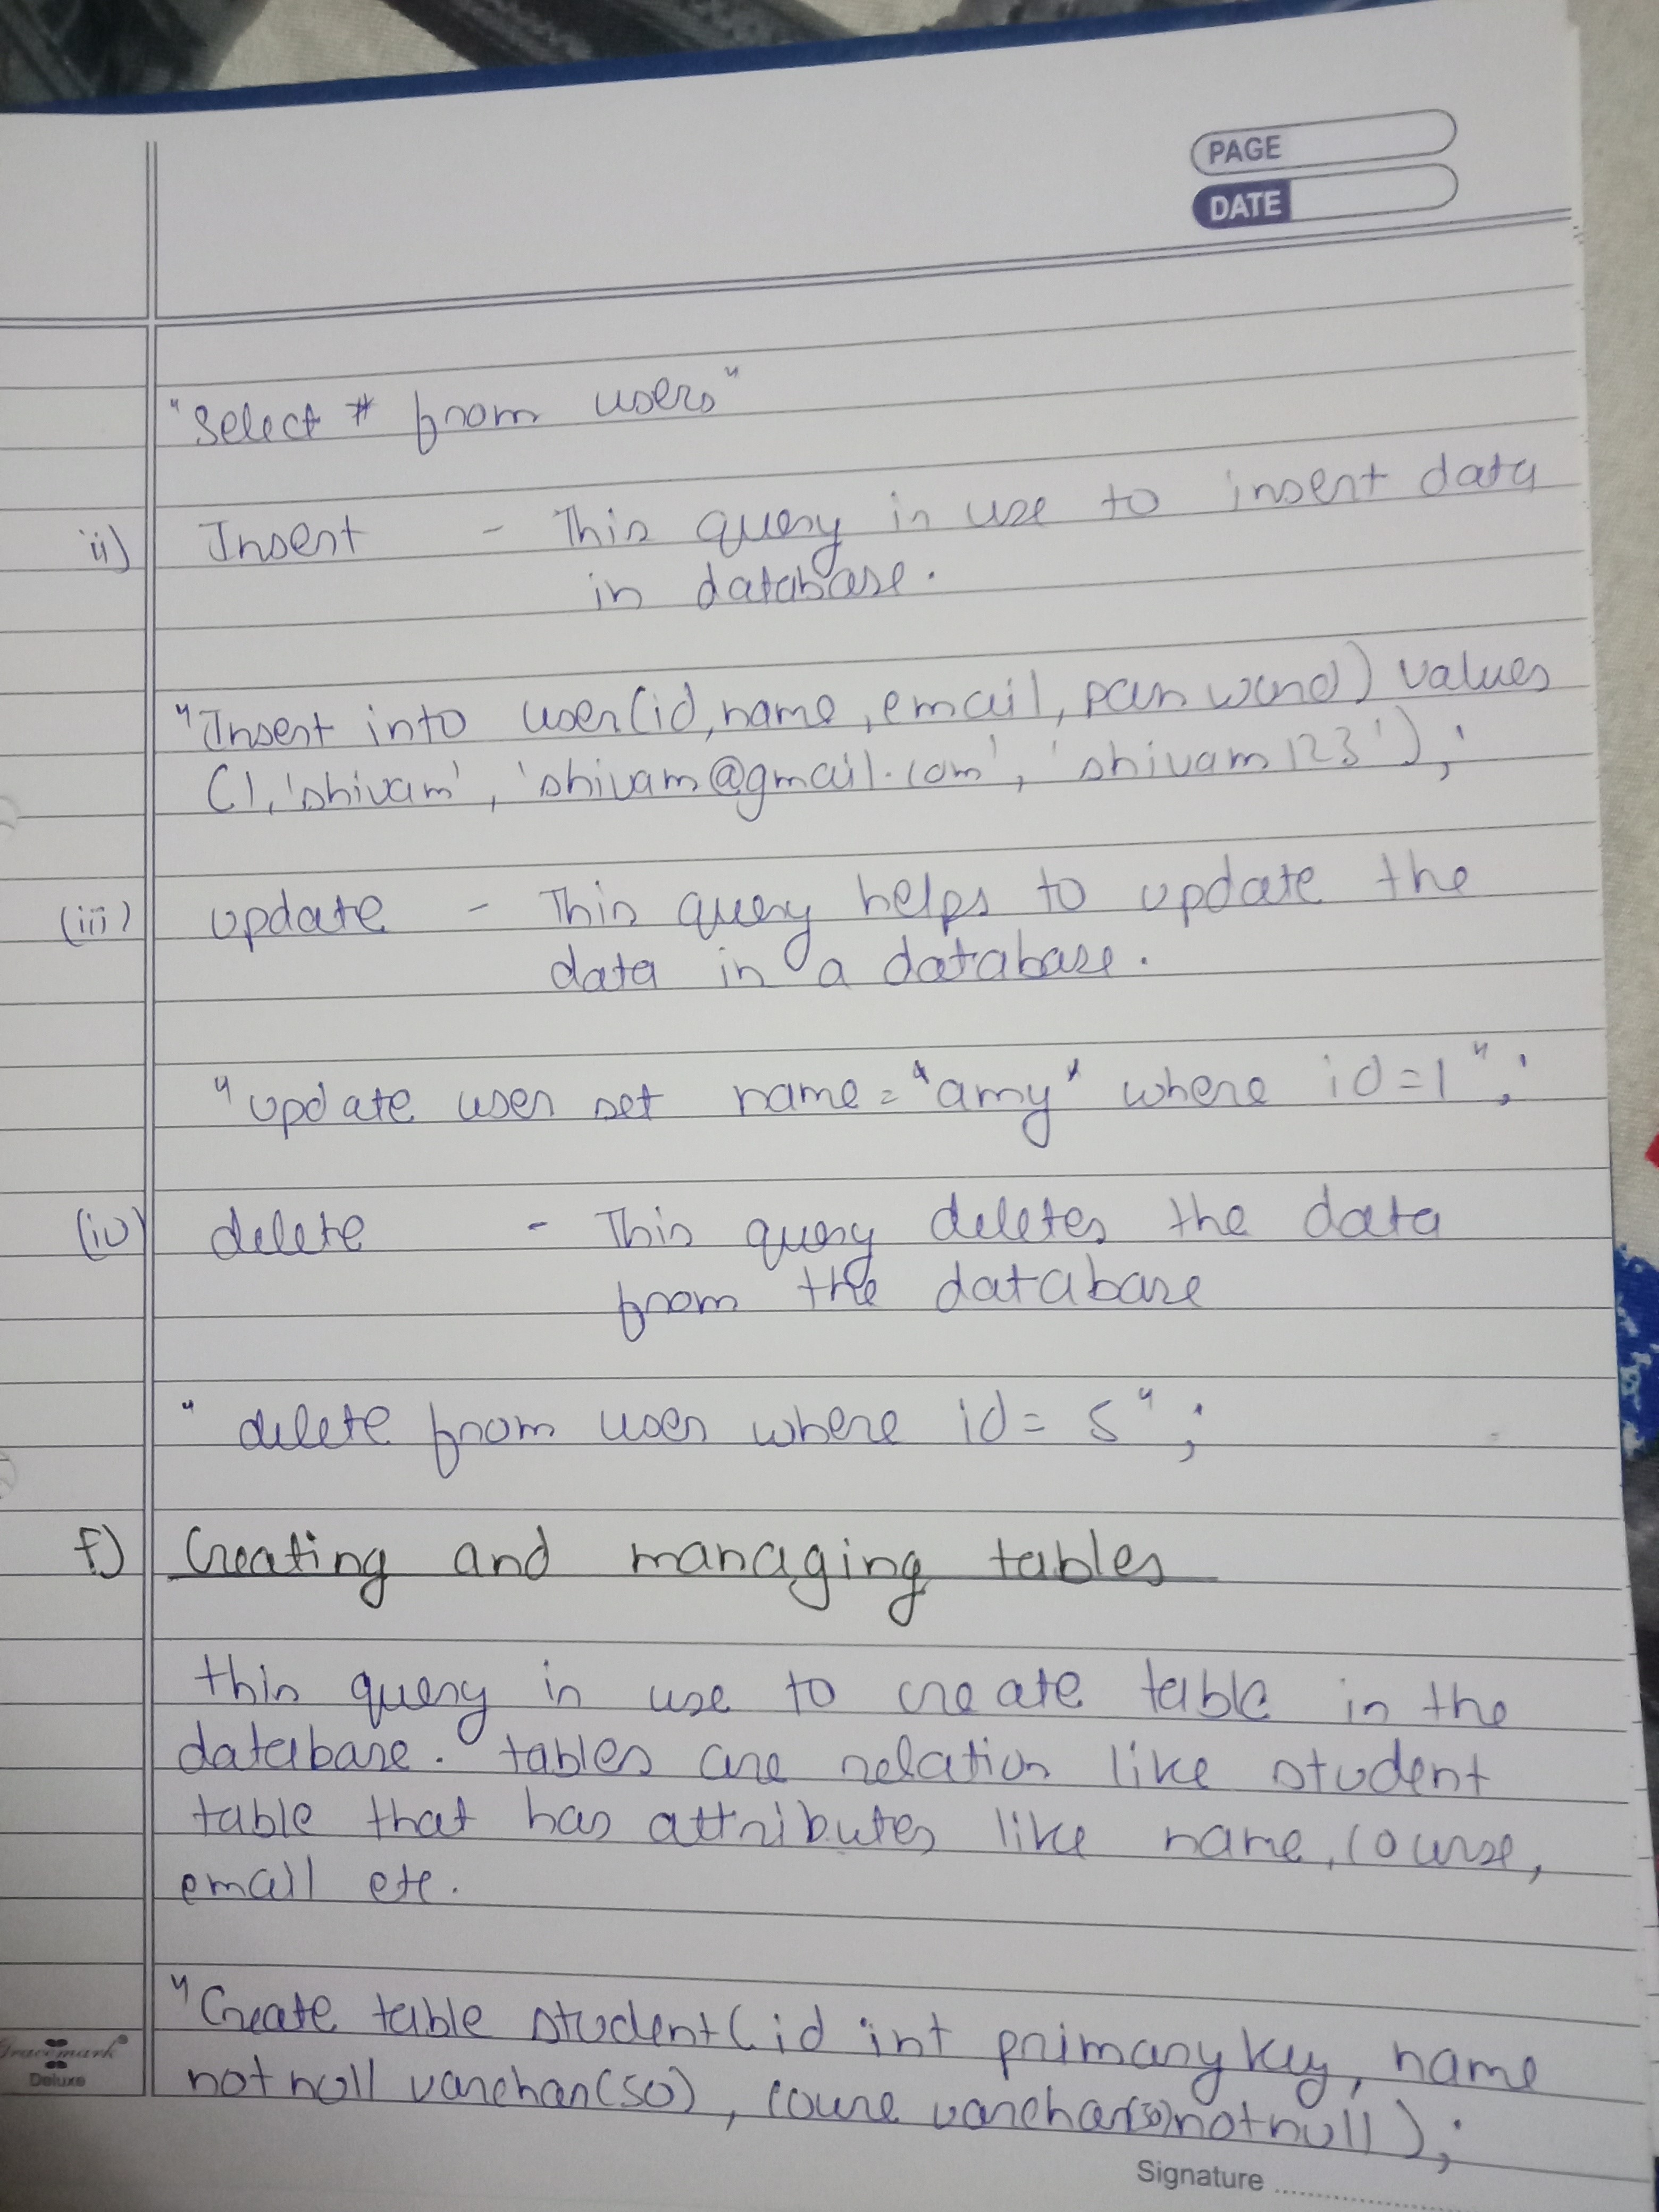 PAGE
DATE
"Select * from users"
ii) Insert - This query is use to insert data
in database.
"Insert into user(id, name, email, password) values
(1, 'shivam', 'shivam@gmail.com', 'shivam123');
(iii) update - This query helps to update the
data in a database.
"update user set name = "amy" where id=1";
(iv) delete - This query deletes the data
from the database
"delete from user where id = 5";
f) Creating and managing tables
this query is use to create table in the
database. tables are relation like student
table that has attributes like name, course,
email etc.
"Create table student(id int primary key, name
not null varchar(50), course varchar(50) not null);
Gracemark
Deluxe
Signature